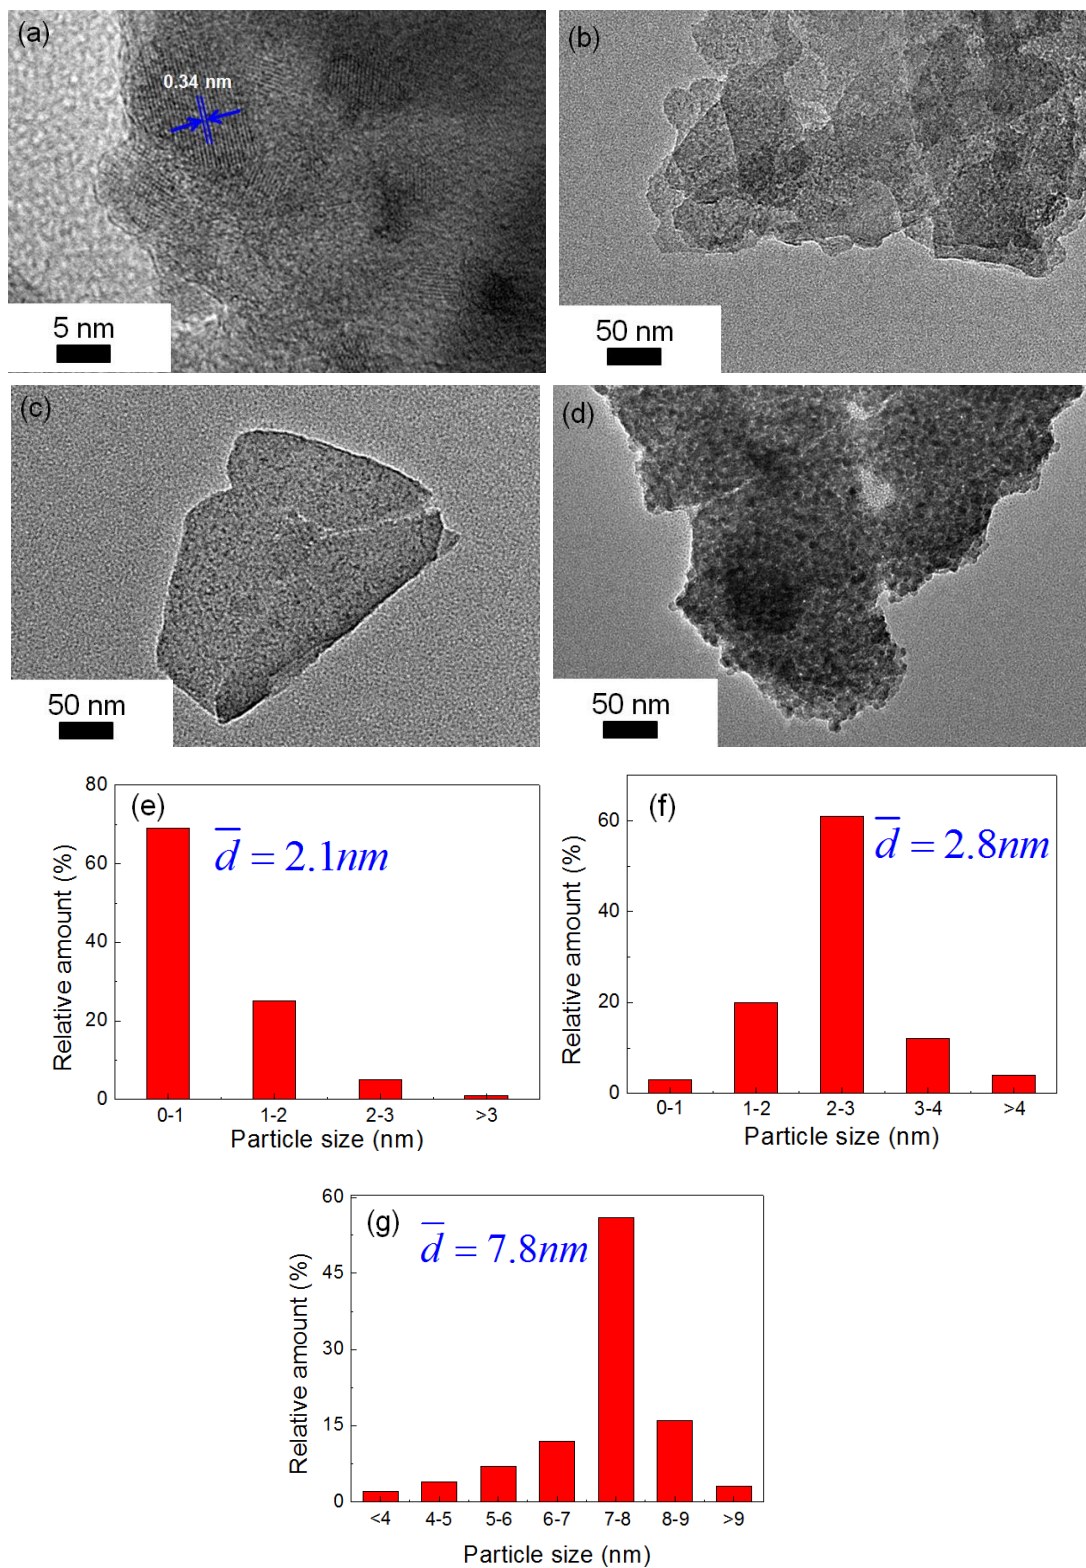 (a)
0.34 nm
5 nm
(b)
50 nm
(c)
50 nm
(d)
50 nm
(e)
d = 2.1nm
80
60
40
20
0
Relative amount (%)
0-1 1-2 2-3 >3
Particle size (nm)
(f)
d = 2.8nm
60
40
20
0
Relative amount (%)
0-1 1-2 2-3 3-4 >4
Particle size (nm)
(g)
d = 7.8nm
60
45
30
15
0
Relative amount (%)
<4 4-5 5-6 6-7 7-8 8-9 >9
Particle size (nm)